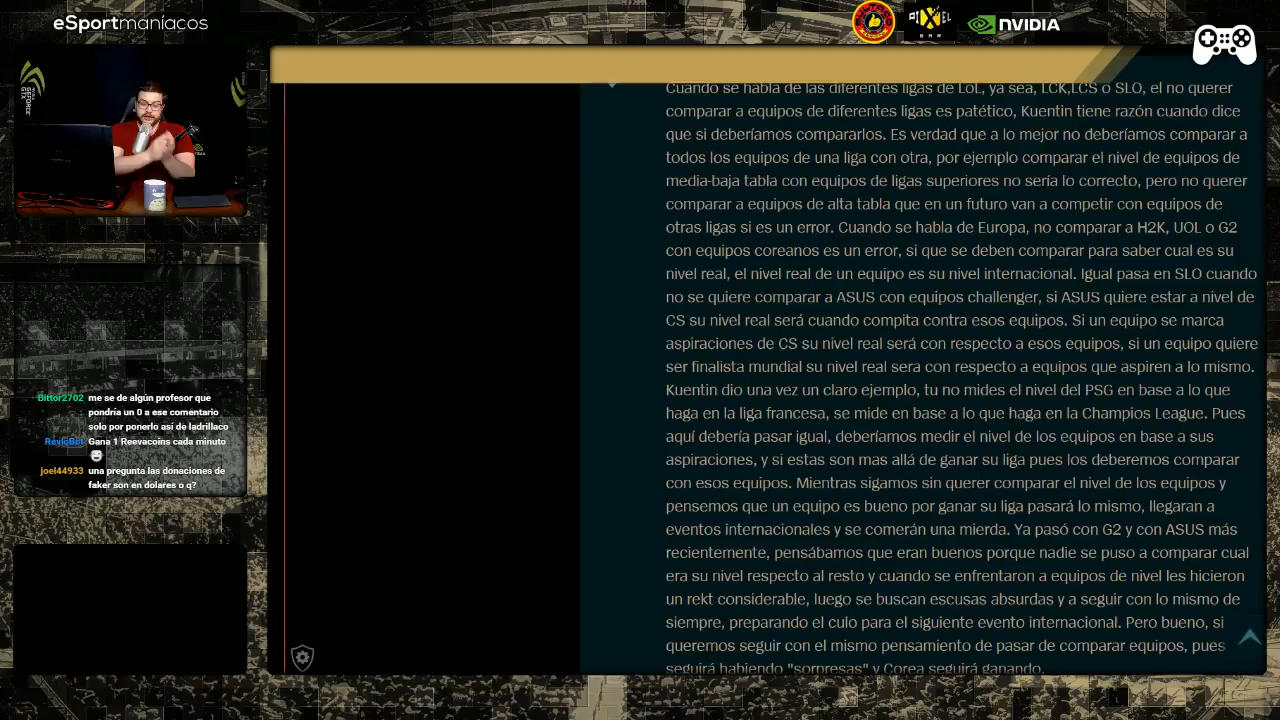 eSportmaníacos
PIXEL
BAR
NVIDIA
GEFORCE
GTX
Cuando se habla de las diferentes ligas de LoL, ya sea, LCK,LCS o SLO, el no querer
comparar a equipos de diferentes ligas es patético, Kuentin tiene razón cuando dice
que si deberíamos compararlos. Es verdad que a lo mejor no deberíamos comparar a
todos los equipos de una liga con otra, por ejemplo comparar el nivel de equipos de
media-baja tabla con equipos de ligas superiores no sería lo correcto, pero no querer
comparar a equipos de alta tabla que en un futuro van a competir con equipos de
otras ligas si es un error. Cuando se habla de Europa, no comparar a H2K, UOL o G2
con equipos coreanos es un error, si que se deben comparar para saber cual es su
nivel real, el nivel real de un equipo es su nivel internacional. Igual pasa en SLO cuando
no se quiere comparar a ASUS con equipos challenger, si ASUS quiere estar a nivel de
CS su nivel real será cuando compita contra esos equipos. Si un equipo se marca
aspiraciones de CS su nivel real será con respecto a esos equipos, si un equipo quiere
ser finalista mundial su nivel real sera con respecto a equipos que aspiren a lo mismo.
Kuentin dio una vez un claro ejemplo, tu no mides el nivel del PSG en base a lo que
haga en la liga francesa, se mide en base a lo que haga en la Champios League. Pues
aquí debería pasar igual, deberíamos medir el nivel de los equipos en base a sus
aspiraciones, y si estas son mas allá de ganar su liga pues los deberemos comparar
con esos equipos. Mientras sigamos sin querer comparar el nivel de los equipos y
pensemos que un equipo es bueno por ganar su liga pasará lo mismo, llegaran a
eventos internacionales y se comerán una mierda. Ya pasó con G2 y con ASUS más
recientemente, pensábamos que eran buenos porque nadie se puso a comparar cual
era su nivel respecto al resto y cuando se enfrentaron a equipos de nivel les hicieron
un rekt considerable, luego se buscan escusas absurdas y a seguir con lo mismo de
siempre, preparando el culo para el siguiente evento internacional. Pero bueno, si
queremos seguir con el mismo pensamiento de pasar de comparar equipos, pues
seguirá habiendo "sorpresas" y Corea seguirá ganando.
Bittor2702 me se de algún profesor que
pondría un 0 a ese comentario
solo por ponerlo así de ladrillaco
RevloBot Gana 1 Reevacoins cada minuto
joel44933 una pregunta las donaciones de
faker son en dolares o q?